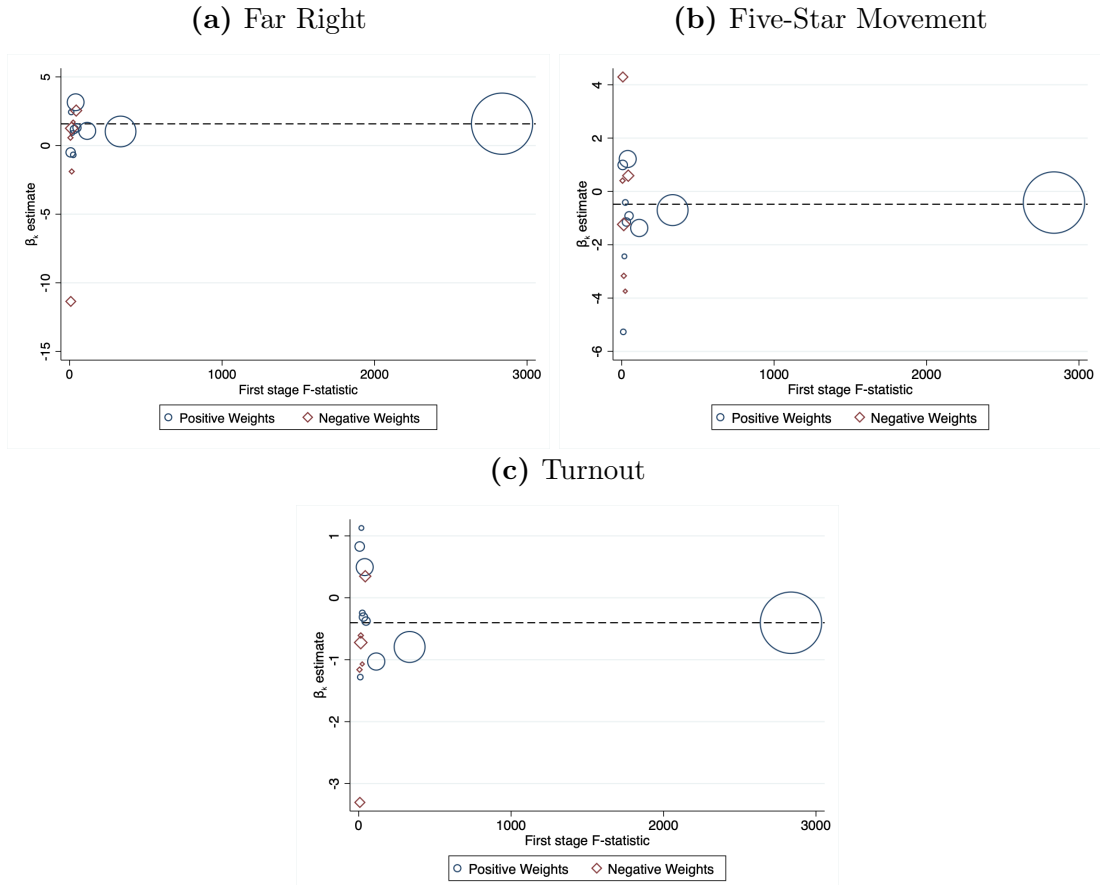 (a) Far Right
5
0
-5
-10
-15
βk estimate
0 1000 2000 3000
First stage F-statistic
Positive Weights Negative Weights
(b) Five-Star Movement
4
2
0
-2
-4
-6
βk estimate
0 1000 2000 3000
First stage F-statistic
Positive Weights Negative Weights
(c) Turnout
1
0
-1
-2
-3
βk estimate
0 1000 2000 3000
First stage F-statistic
Positive Weights Negative Weights